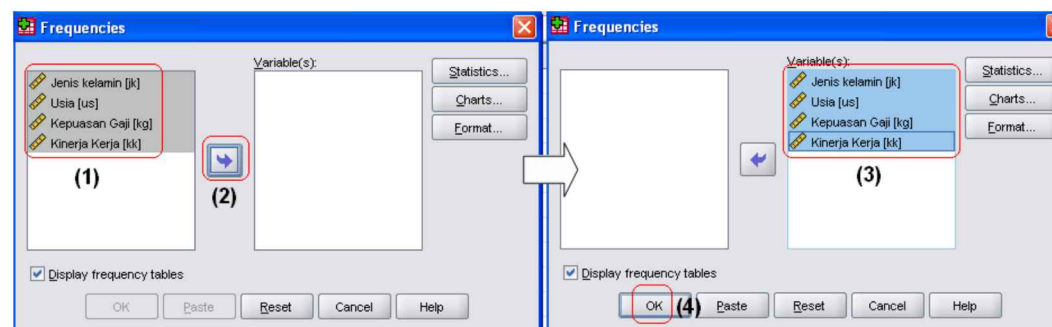 Frequencies
Variable(s):
Jenis kelamin [jk]
Usia [us]
Kepuasan Gaji [kg]
Kinerja Kerja [kk]
(1)
(2)
Statistics...
Charts...
Format...
Display frequency tables
OK
Paste
Reset
Cancel
Help
Frequencies
Variable(s):
Jenis kelamin [jk]
Usia [us]
Kepuasan Gaji [kg]
Kinerja Kerja [kk]
(3)
Statistics...
Charts...
Format...
Display frequency tables
OK
(4)
Paste
Reset
Cancel
Help